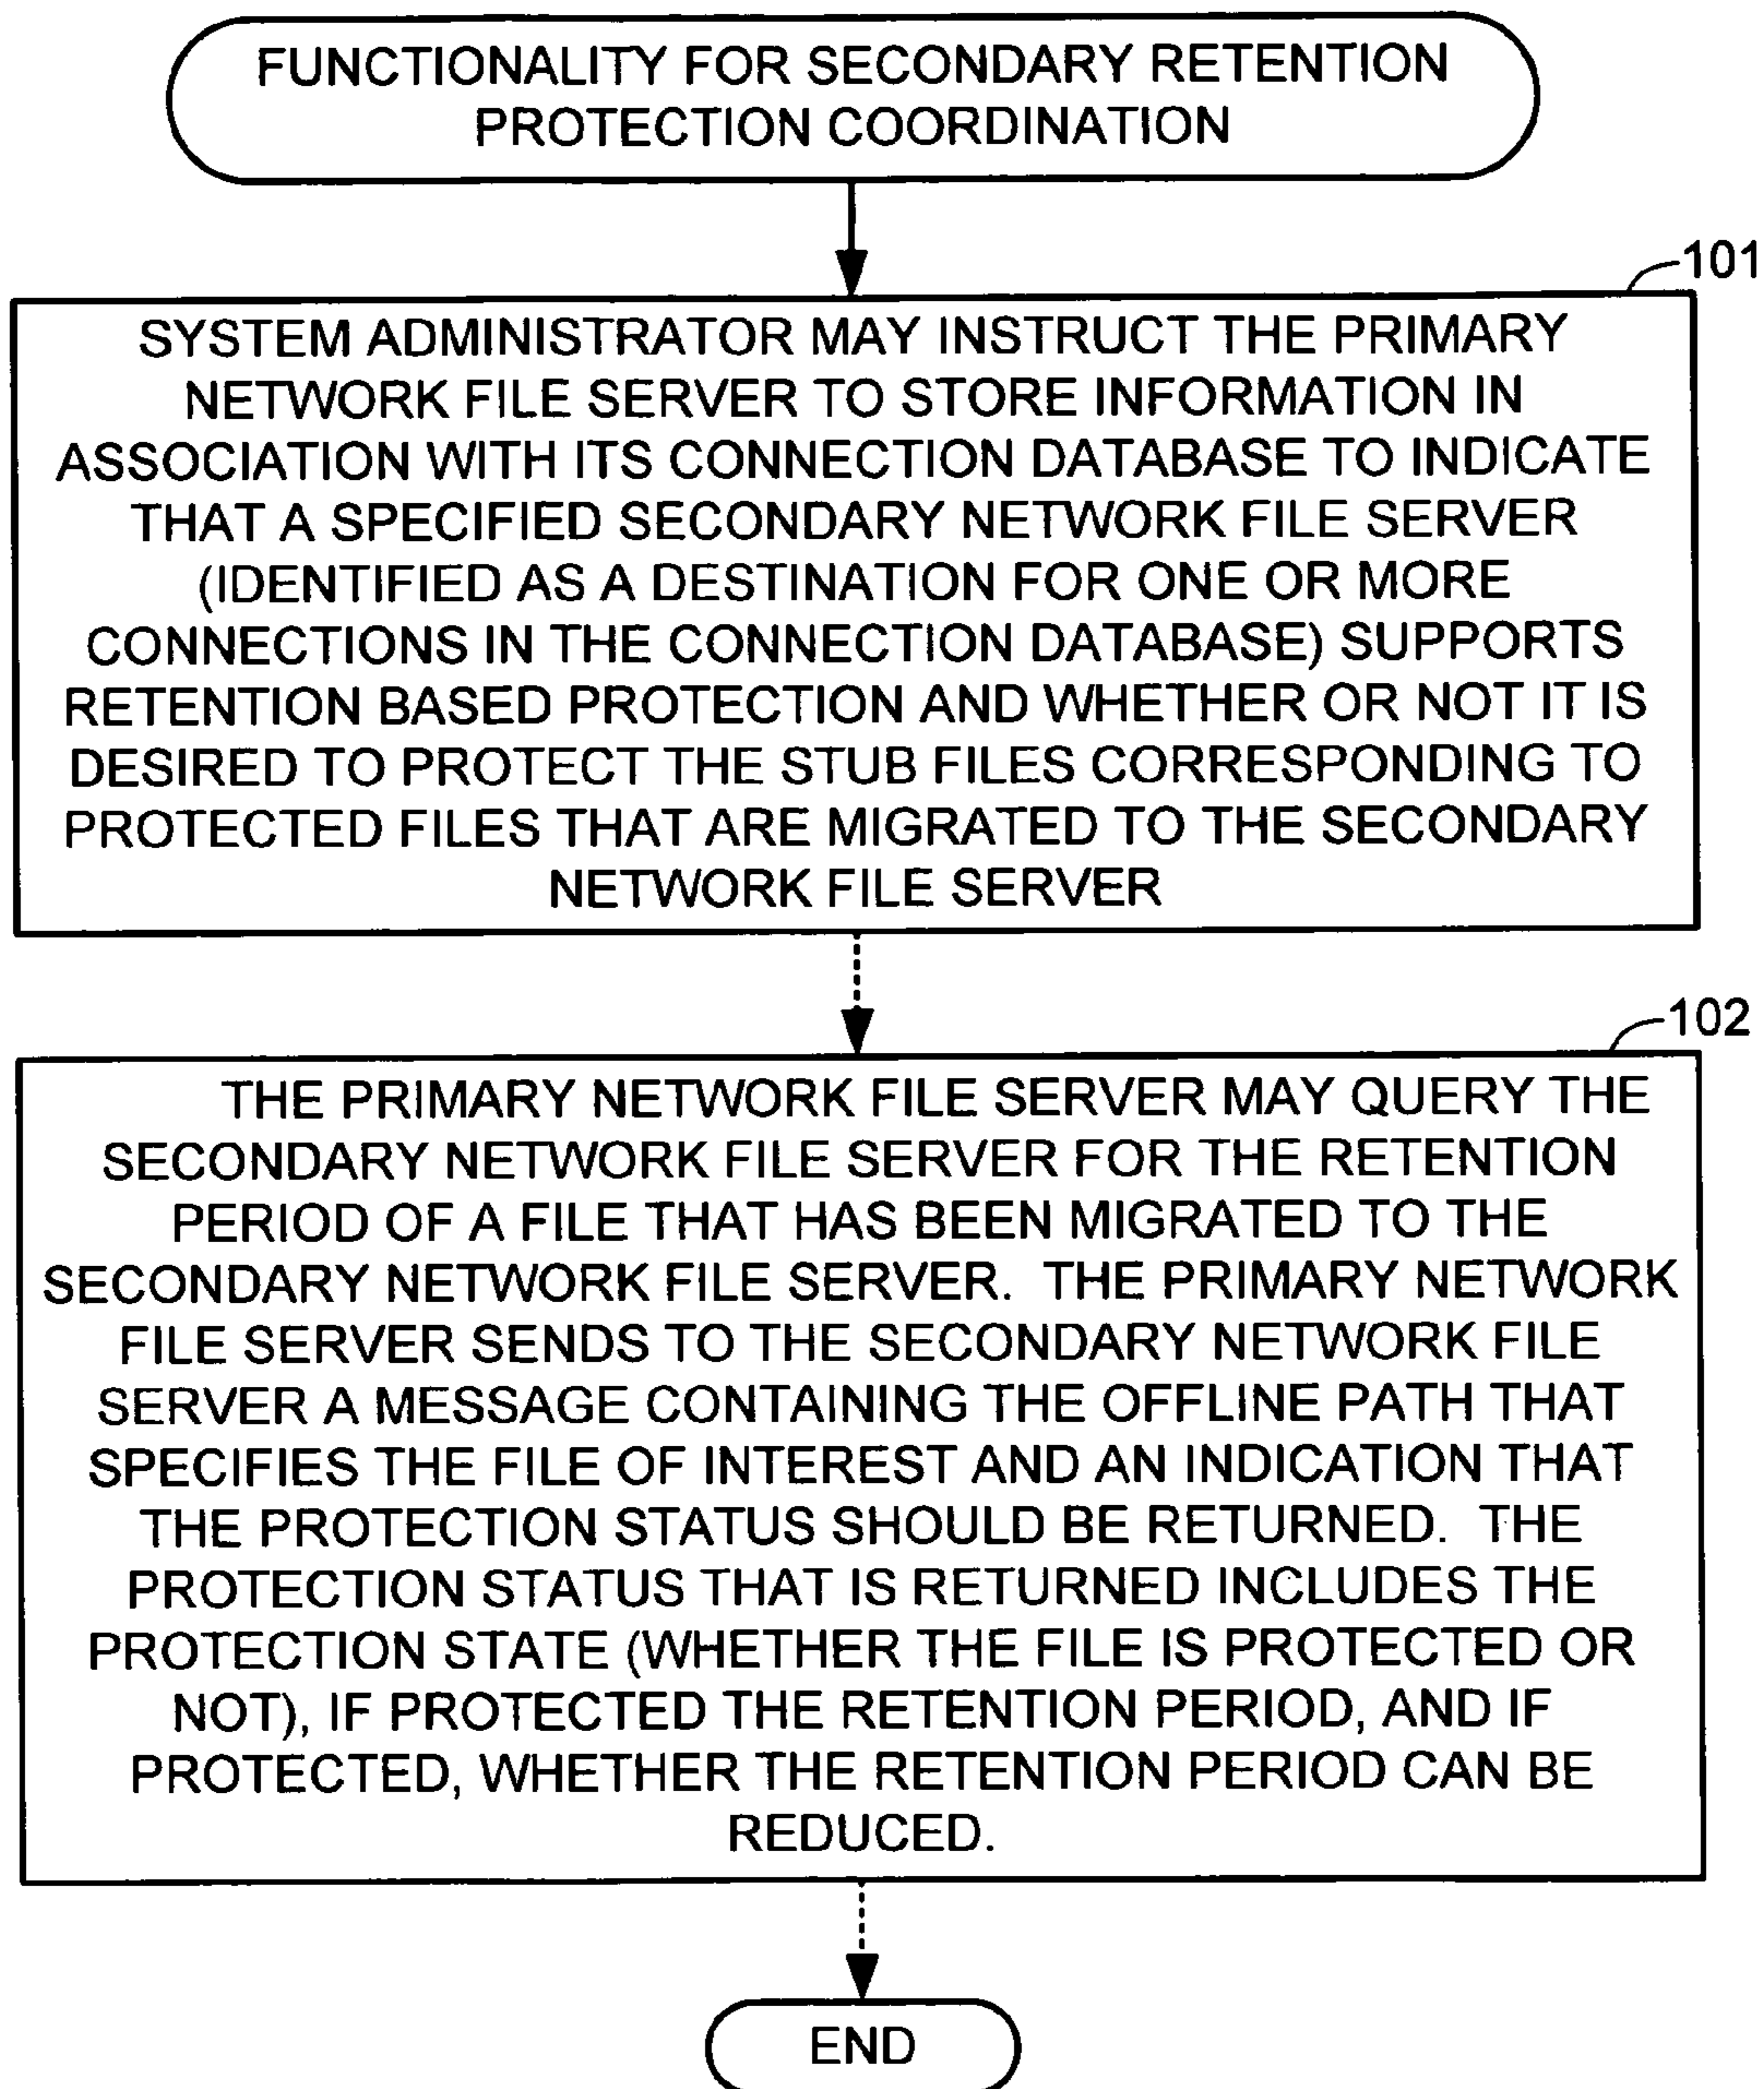 FUNCTIONALITY FOR SECONDARY RETENTION
PROTECTION COORDINATION
101
SYSTEM ADMINISTRATOR MAY INSTRUCT THE PRIMARY
NETWORK FILE SERVER TO STORE INFORMATION IN
ASSOCIATION WITH ITS CONNECTION DATABASE TO INDICATE
THAT A SPECIFIED SECONDARY NETWORK FILE SERVER
(IDENTIFIED AS A DESTINATION FOR ONE OR MORE
CONNECTIONS IN THE CONNECTION DATABASE) SUPPORTS
RETENTION BASED PROTECTION AND WHETHER OR NOT IT IS
DESIRED TO PROTECT THE STUB FILES CORRESPONDING TO
PROTECTED FILES THAT ARE MIGRATED TO THE SECONDARY
NETWORK FILE SERVER
102
THE PRIMARY NETWORK FILE SERVER MAY QUERY THE
SECONDARY NETWORK FILE SERVER FOR THE RETENTION
PERIOD OF A FILE THAT HAS BEEN MIGRATED TO THE
SECONDARY NETWORK FILE SERVER. THE PRIMARY NETWORK
FILE SERVER SENDS TO THE SECONDARY NETWORK FILE
SERVER A MESSAGE CONTAINING THE OFFLINE PATH THAT
SPECIFIES THE FILE OF INTEREST AND AN INDICATION THAT
THE PROTECTION STATUS SHOULD BE RETURNED. THE
PROTECTION STATUS THAT IS RETURNED INCLUDES THE
PROTECTION STATE (WHETHER THE FILE IS PROTECTED OR
NOT), IF PROTECTED THE RETENTION PERIOD, AND IF
PROTECTED, WHETHER THE RETENTION PERIOD CAN BE
REDUCED.
END